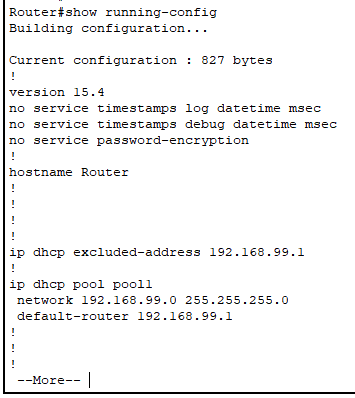 Router#show running-config
Building configuration...

Current configuration : 827 bytes
!
version 15.4
no service timestamps log datetime msec
no service timestamps debug datetime msec
no service password-encryption
!
hostname Router
!
!
!
!
ip dhcp excluded-address 192.168.99.1
!
ip dhcp pool pool1
 network 192.168.99.0 255.255.255.0
 default-router 192.168.99.1
!
!
!
 --More--